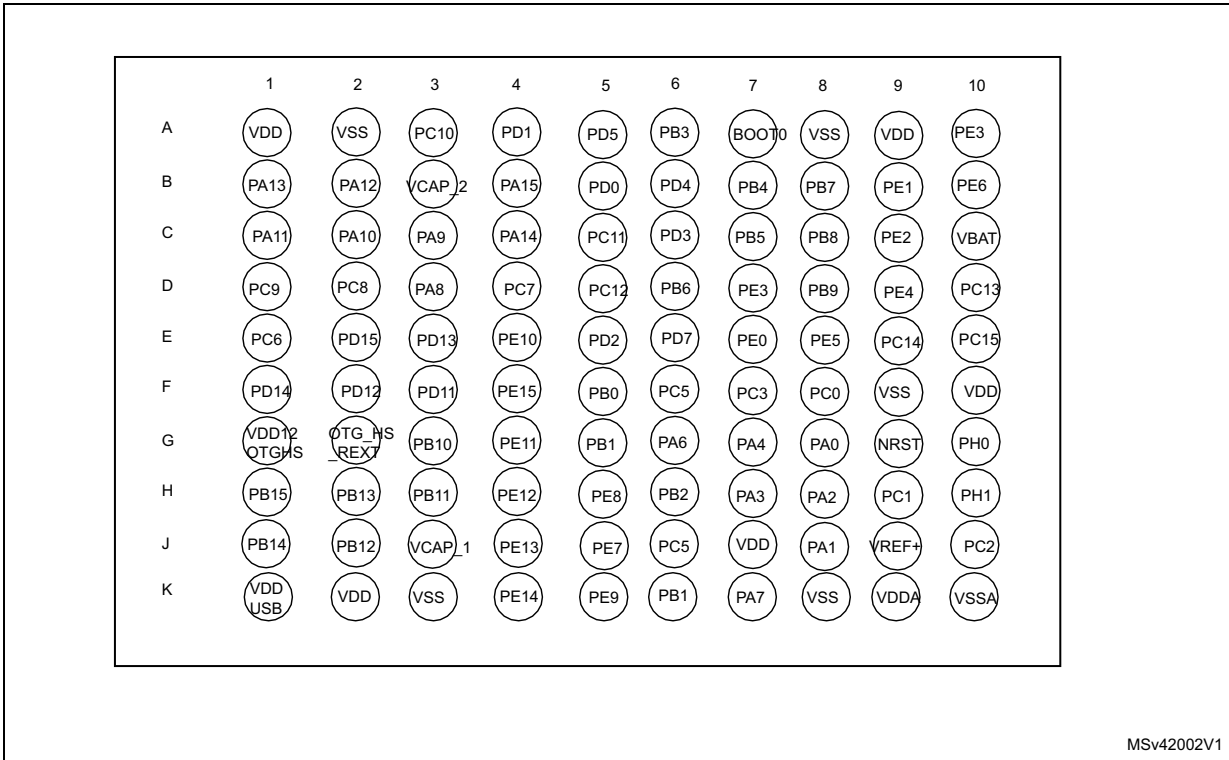 1 2 3 4 5 6 7 8 9 10
A VDD VSS PC10 PD1 PD5 PB3 BOOT0 VSS VDD PE3
B PA13 PA12 VCAP_2 PA15 PD0 PD4 PB4 PB7 PE1 PE6
C PA11 PA10 PA9 PA14 PC11 PD3 PB5 PB8 PE2 VBAT
D PC9 PC8 PA8 PC7 PC12 PB6 PE3 PB9 PE4 PC13
E PC6 PD15 PD13 PE10 PD2 PD7 PE0 PE5 PC14 PC15
F PD14 PD12 PD11 PE15 PB0 PC5 PC3 PC0 VSS VDD
G VDD12 OTGHS OTG_HS _REXT PB10 PE11 PB1 PA6 PA4 PA0 NRST PH0
H PB15 PB13 PB11 PE12 PE8 PB2 PA3 PA2 PC1 PH1
J PB14 PB12 VCAP_1 PE13 PE7 PC5 VDD PA1 VREF+ PC2
K VDD USB VDD VSS PE14 PE9 PB1 PA7 VSS VDDA VSSA
MSv42002V1